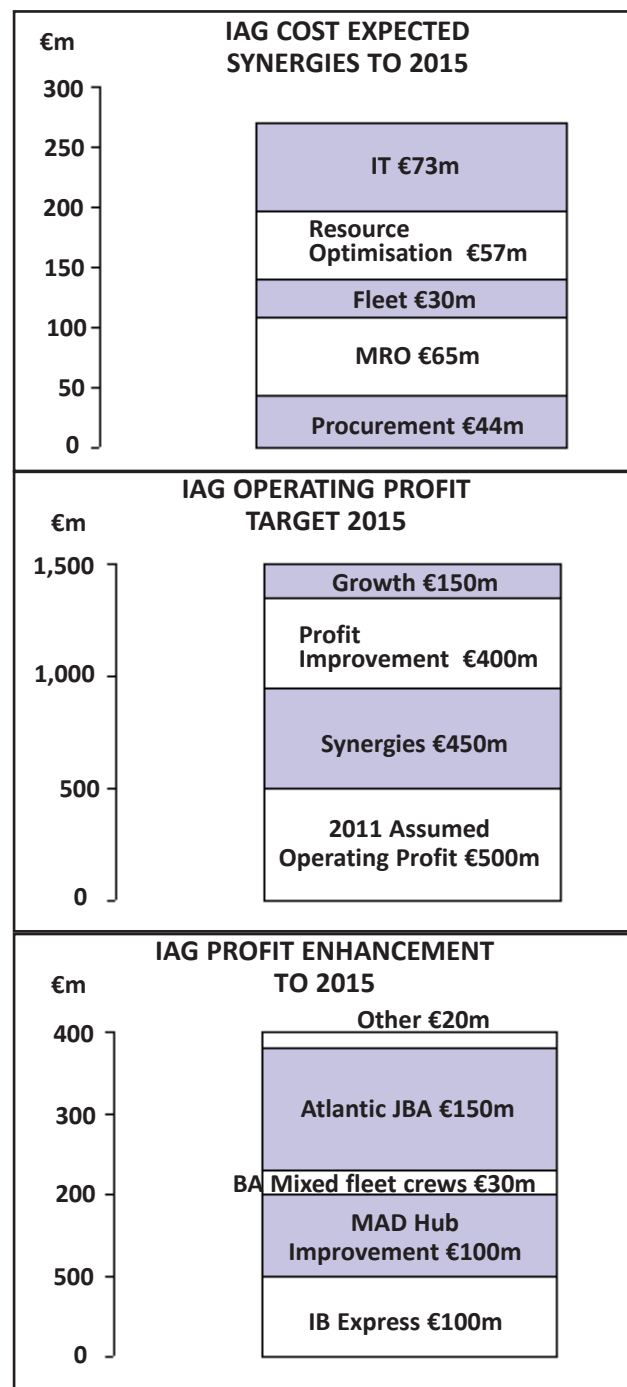 IAG COST EXPECTED
SYNERGIES TO 2015
€m
300
250
200
150
100
50
0
IT €73m
Resource
Optimisation €57m
Fleet €30m
MRO €65m
Procurement €44m
IAG OPERATING PROFIT
TARGET 2015
€m
1,500
1,000
500
0
Growth €150m
Profit
Improvement €400m
Synergies €450m
2011 Assumed
Operating Profit €500m
IAG PROFIT ENHANCEMENT
TO 2015
€m
400
300
200
500
0
Other €20m
Atlantic JBA €150m
BA Mixed fleet crews €30m
MAD Hub
Improvement €100m
IB Express €100m